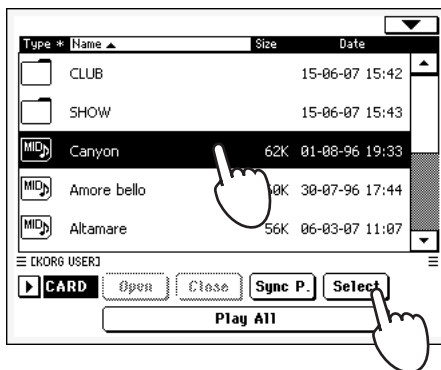 Type * Name ▲ Size Date
CLUB 15-06-07 15:42
SHOW 15-06-07 15:43
MID Canyon 62K 01-08-96 19:33
MID Amore bello 30-07-96 17:44
MID Altamare 56K 06-03-07 11:07
[KORG USER]
CARD Open Close Sync P. Select
Play All